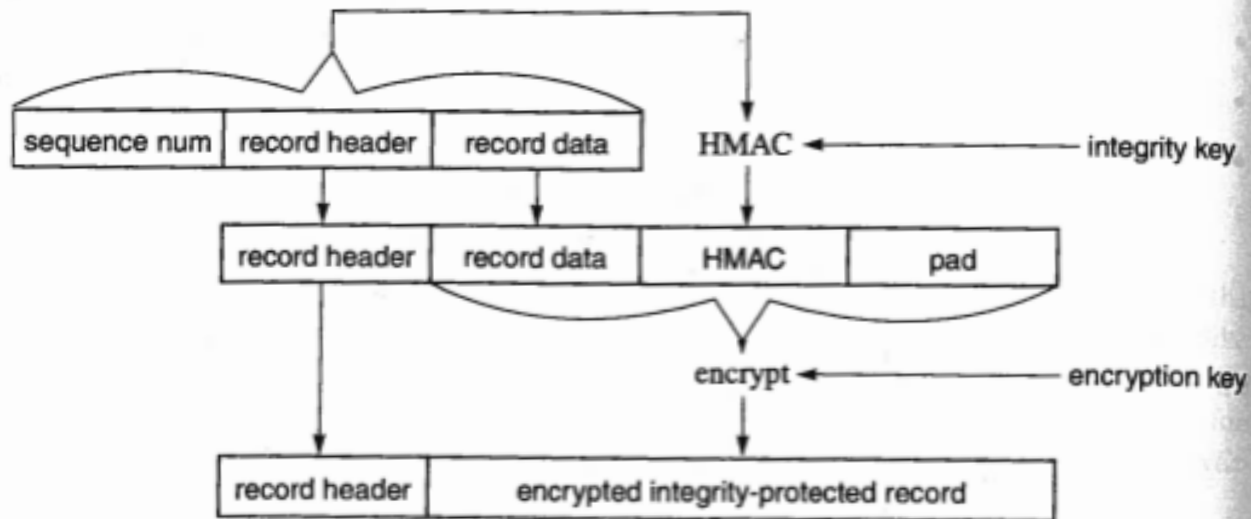 sequence num record header record data HMAC integrity key
record header record data HMAC pad
encrypt encryption key
record header encrypted integrity-protected record